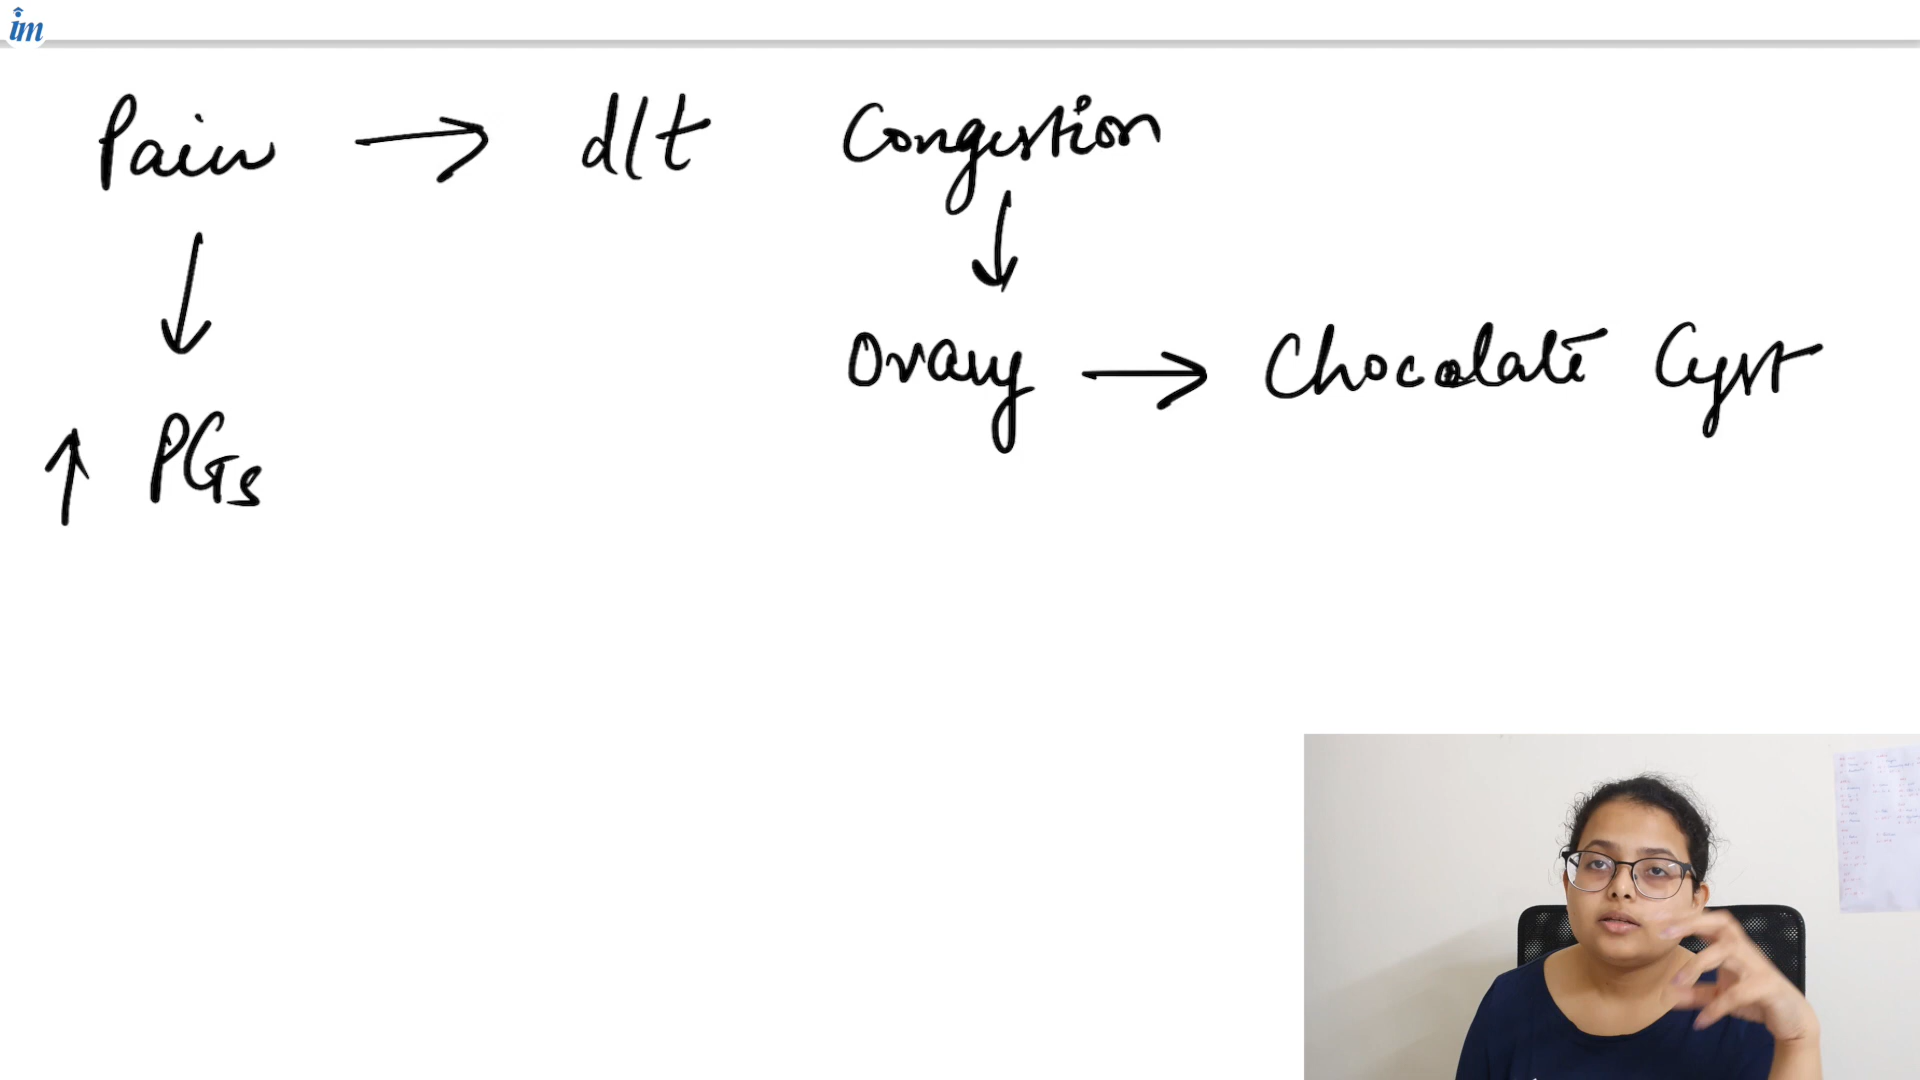 im
Pain → d/t Congestion
↓ ↓
Ovary → Chocolate Cyst
↑ PGs